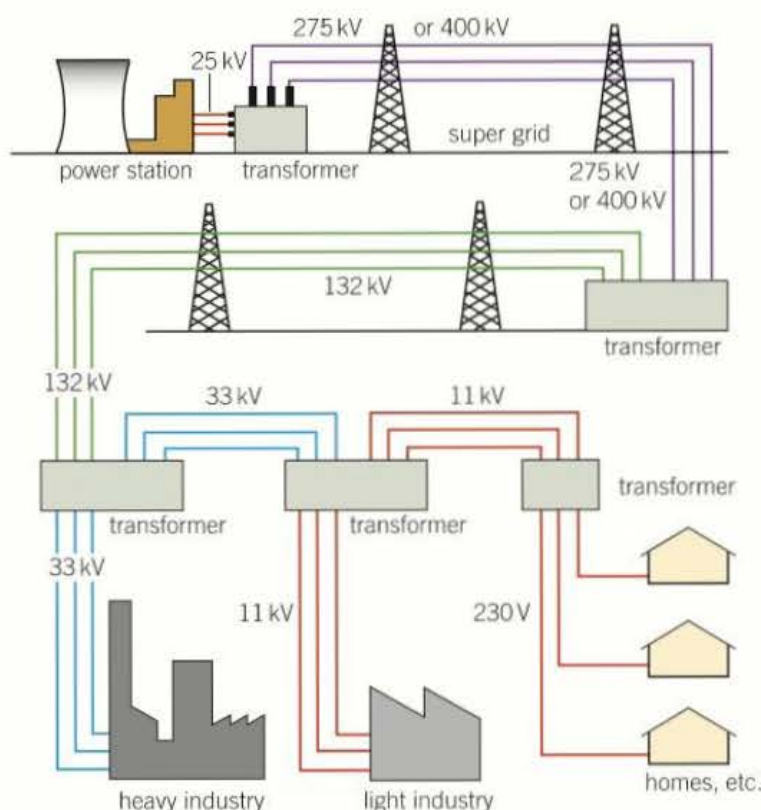 275 kV or 400 kV
25 kV
super grid
power station
transformer
275 kV
or 400 kV
132 kV
transformer
132 kV
33 kV
11 kV
transformer
transformer
transformer
33 kV
11 kV
230 V
heavy industry
light industry
homes, etc.